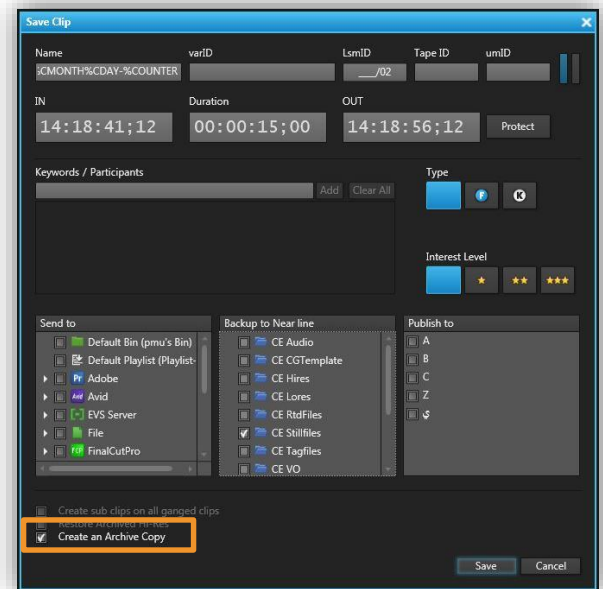 Save Clip
Name varID LsmID Tape ID umID
;CMONTH%CDAY-%COUNTER ___/02
IN Duration OUT
14:18:41;12 00:00:15;00 14:18:56;12 Protect
Keywords / Participants Type
Add Clear All F K
Interest Level
Send to Backup to Near line Publish to
Default Bin (pmu's Bin) CE Audio A
Default Playlist (Playlist- CE CGTemplate B
Pr Adobe CE Hires C
Avid Avid CE Lores Z
EVS Server CE RtdFiles ي
File CE Stillfiles
FCP FinalCutPro CE Tagfiles
CE VO
Create sub clips on all ganged clips
Restore Archived Hi-Res
Create an Archive Copy
Save Cancel